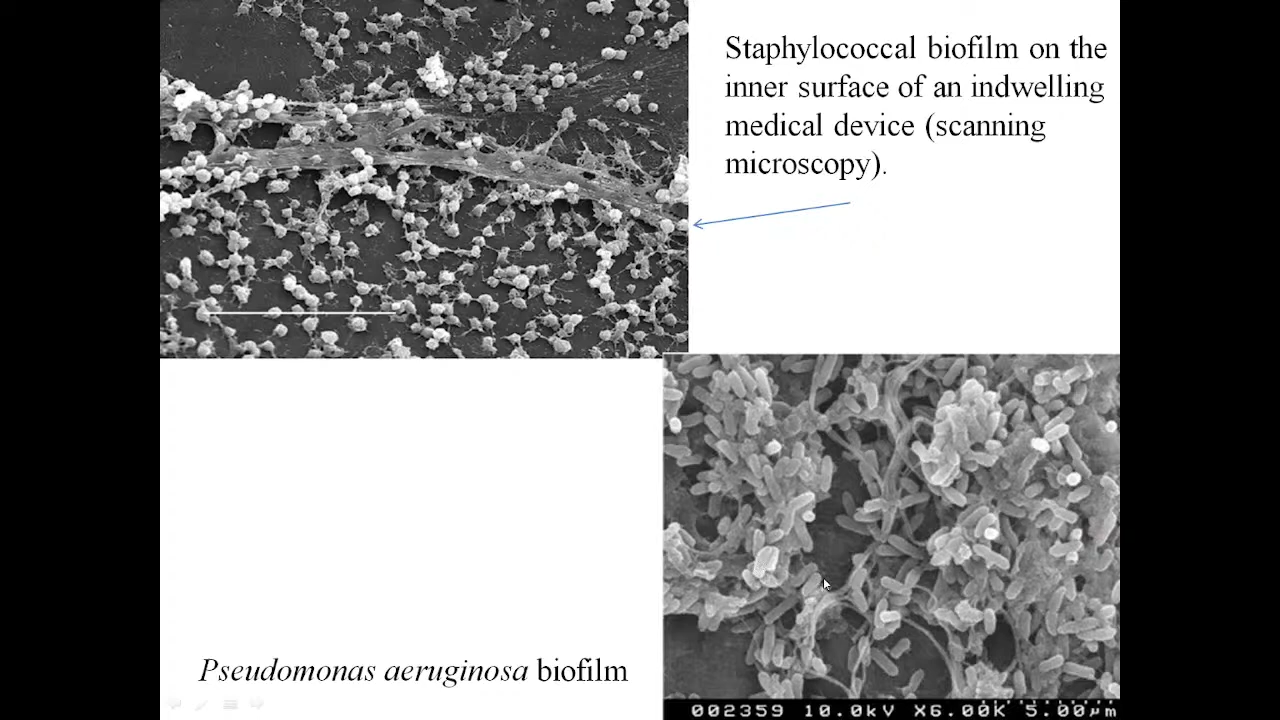 Staphylococcal biofilm on the
inner surface of an indwelling
medical device (scanning
microscopy).
Pseudomonas aeruginosa biofilm
002359 10.0kV X6.00K 5.00µm